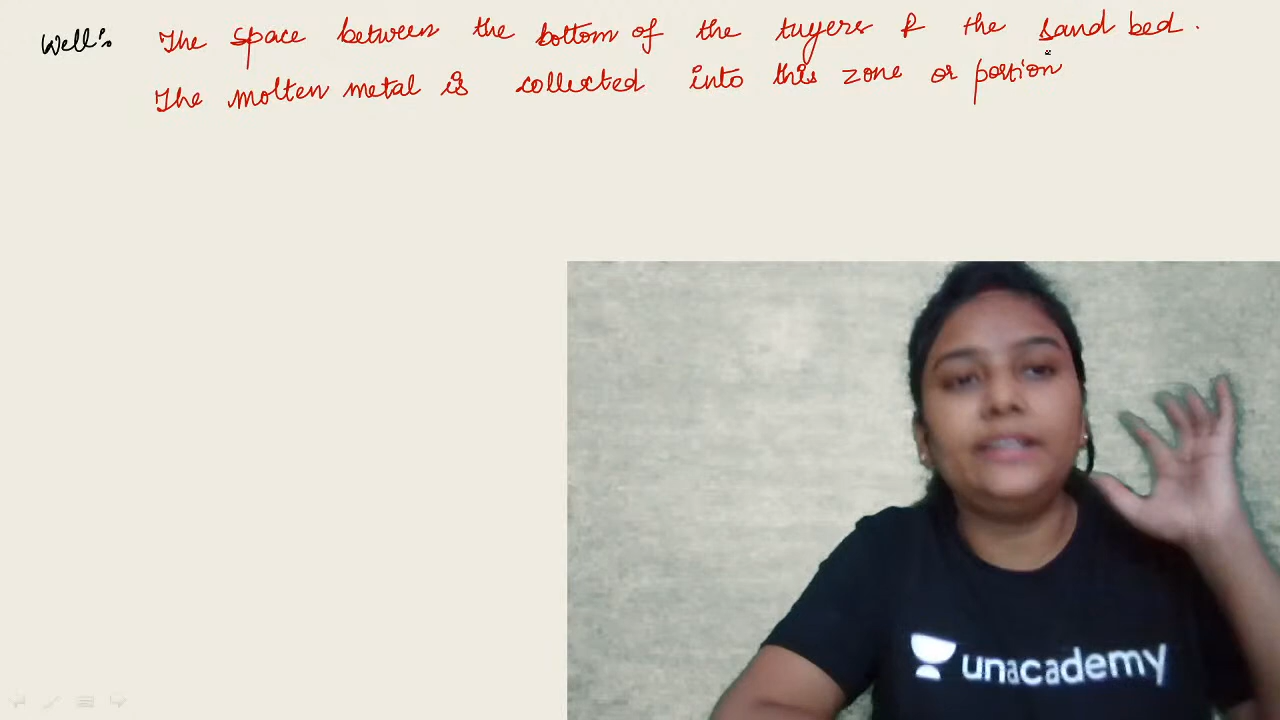 Well:- The space between the bottom of the tuyers & the sand bed.
The molten metal is collected into this zone or portion
unacademy